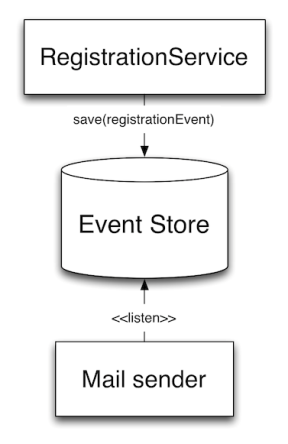 RegistrationService
save(registrationEvent)
Event Store
<<listen>>
Mail sender